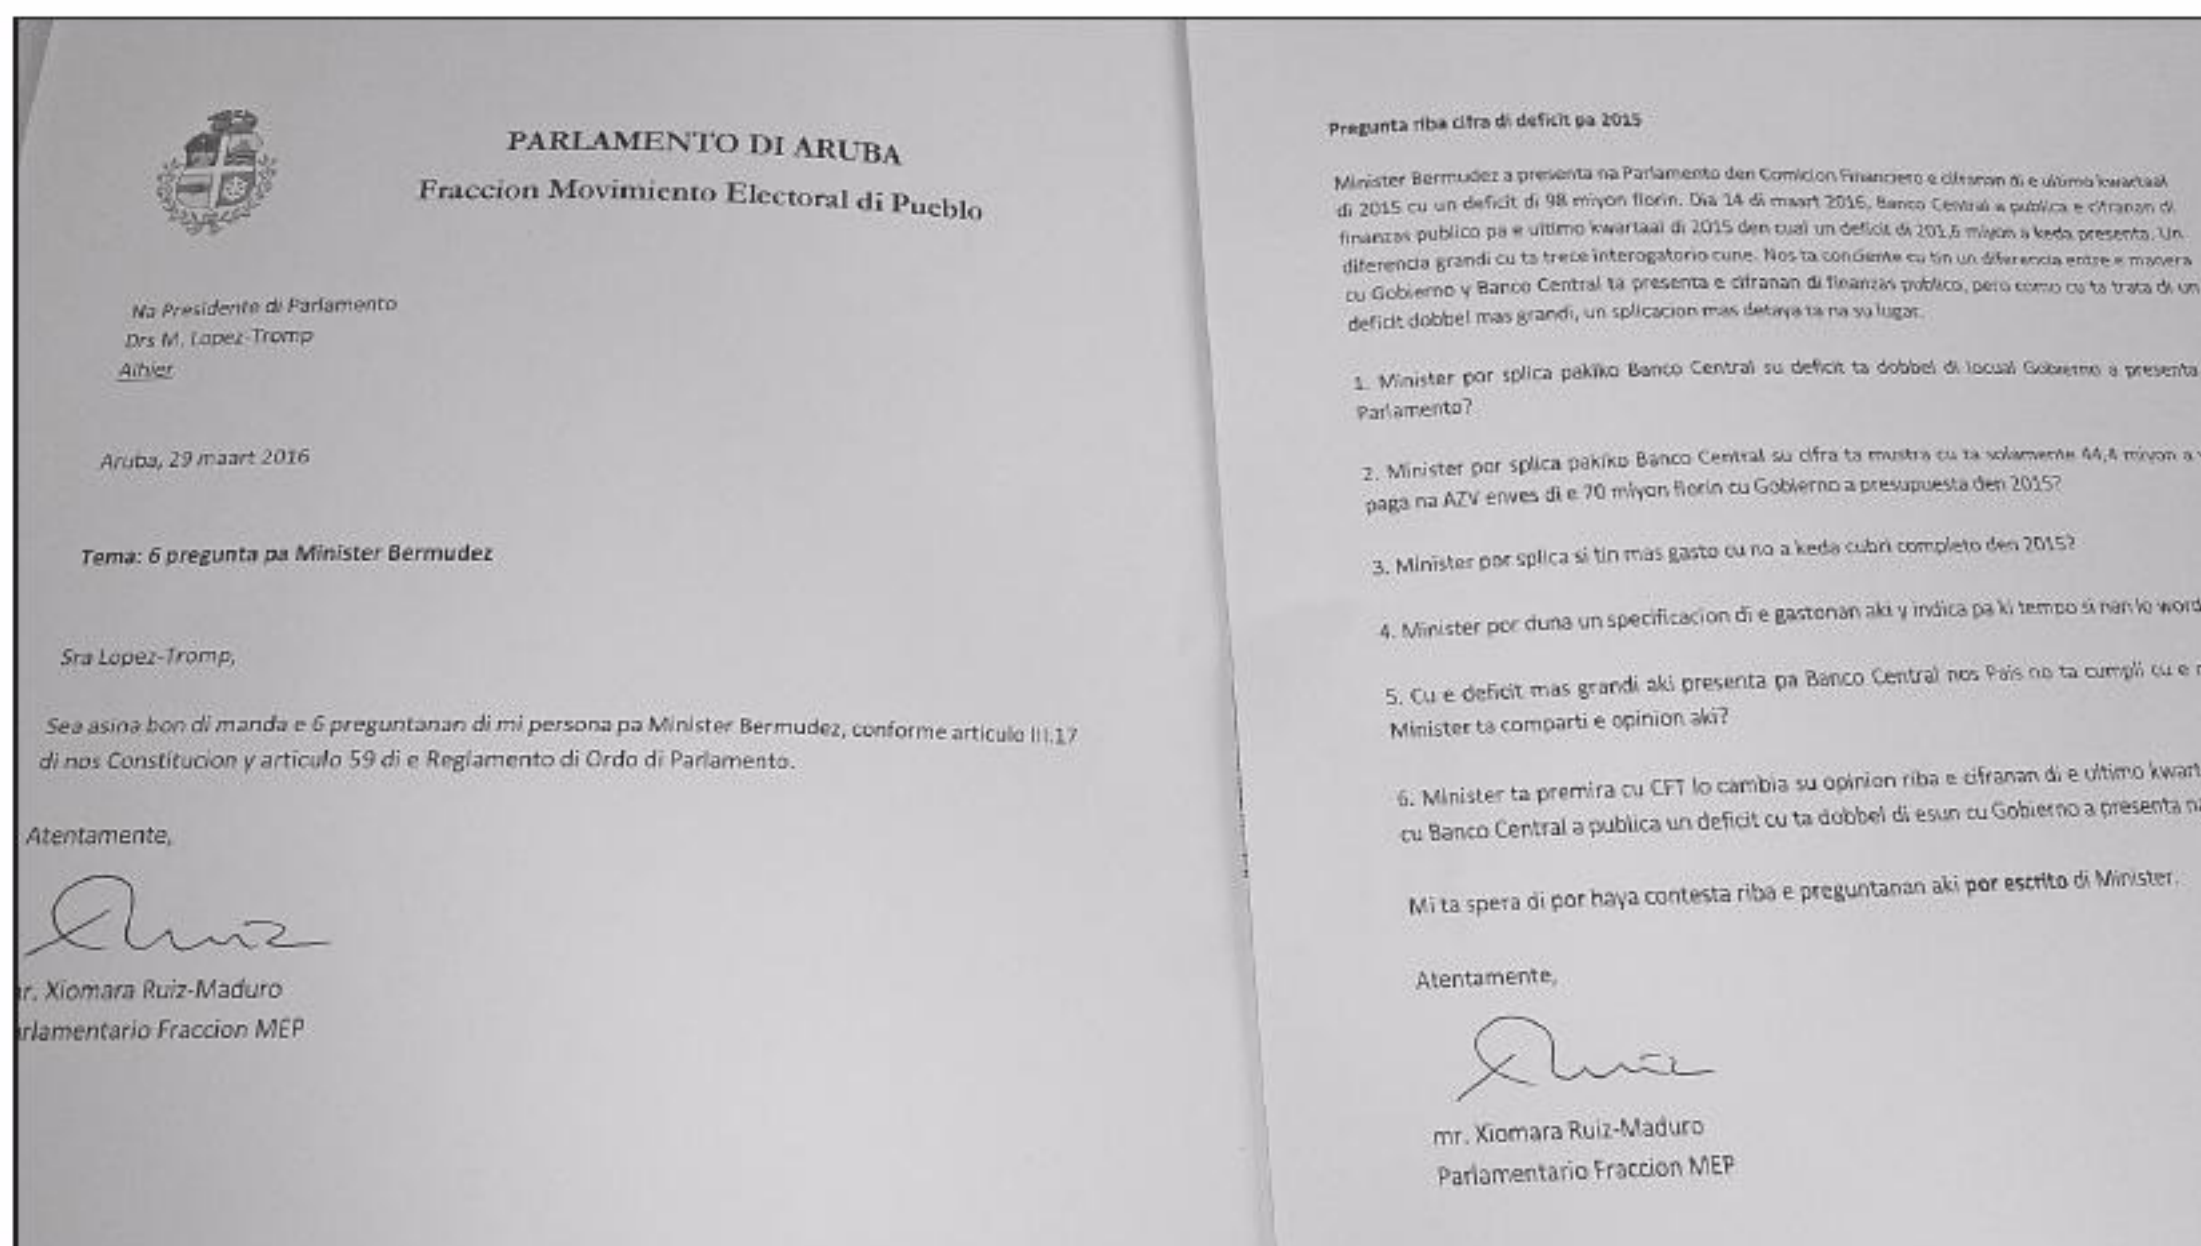 PARLAMENTO DI ARUBA
Fraccion Movimiento Electoral di Pueblo
Na Presidente di Parlamento
Drs M. Lopez-Tromp
Alhier
Aruba, 29 maart 2016
Tema: 6 pregunta pa Minister Bermudez
Sra Lopez-Tromp,
Sea asina bon di manda e 6 preguntanan di mi persona pa Minister Bermudez, conforme articulo III.17
di nos Constitucion y articulo 59 di e Reglamento di Ordo di Parlamento.
Atentamente,
r. Xiomara Ruiz-Maduro
rlamentario Fraccion MEP
Pregunta riba cifra di deficit pa 2015
Minister Bermudez a presenta na Parlamento den Comicion Financiero e cifranan di e ultimo kwartaal
di 2015 cu un deficit di 98 miyon florin. Dia 14 di maart 2016, Banco Central a publica e cifranan di
finanzas publico pa e ultimo kwartaal di 2015 den cual un deficit di 201,6 miyon a keda presenta. Un
diferencia grandi cu ta trece interogatorio cune. Nos ta conciente cu tin un diferencia entre e manera
cu Gobierno y Banco Central ta presenta e cifranan di finanzas publico, pero como cu ta trata di un
deficit dobbel mas grandi, un splicacion mas detaya ta na su lugar.
1. Minister por splica pakiko Banco Central su deficit ta dobbel di locual Gobierno a presenta
Parlamento?
2. Minister por splica pakiko Banco Central su cifra ta mustra cu ta solamente 44,4 miyon a
paga na AZV enves di e 70 miyon florin cu Gobierno a presupuesta den 2015?
3. Minister por splica si tin mas gasto cu no a keda cubri completo den 2015?
4. Minister por duna un specificacion di e gastonan aki y indica pa ki tempo si nan lo word
5. Cu e deficit mas grandi aki presenta pa Banco Central nos Pais no ta cumpli cu e
Minister ta comparti e opinion aki?
6. Minister ta premira cu CFT lo cambia su opinion riba e cifranan di e ultimo kwart
cu Banco Central a publica un deficit cu ta dobbel di esun cu Gobierno a presenta na
Mi ta spera di por haya contesta riba e preguntanan aki por escrito di Minister.
Atentamente,
mr. Xiomara Ruiz-Maduro
Parlamentario Fraccion MEP